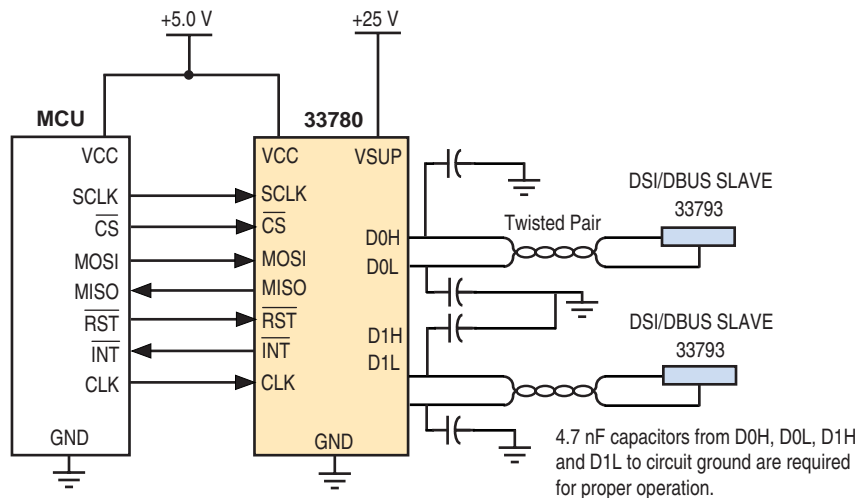 +5.0 V
+25 V
MCU
33780
VCC
VCC
VSUP
SCLK
SCLK
CS
CS
MOSI
MOSI
MISO
MISO
RST
RST
INT
INT
CLK
CLK
GND
GND
D0H
D0L
D1H
D1L
Twisted Pair
DSI/DBUS SLAVE
33793
DSI/DBUS SLAVE
33793
4.7 nF capacitors from D0H, D0L, D1H
and D1L to circuit ground are required
for proper operation.